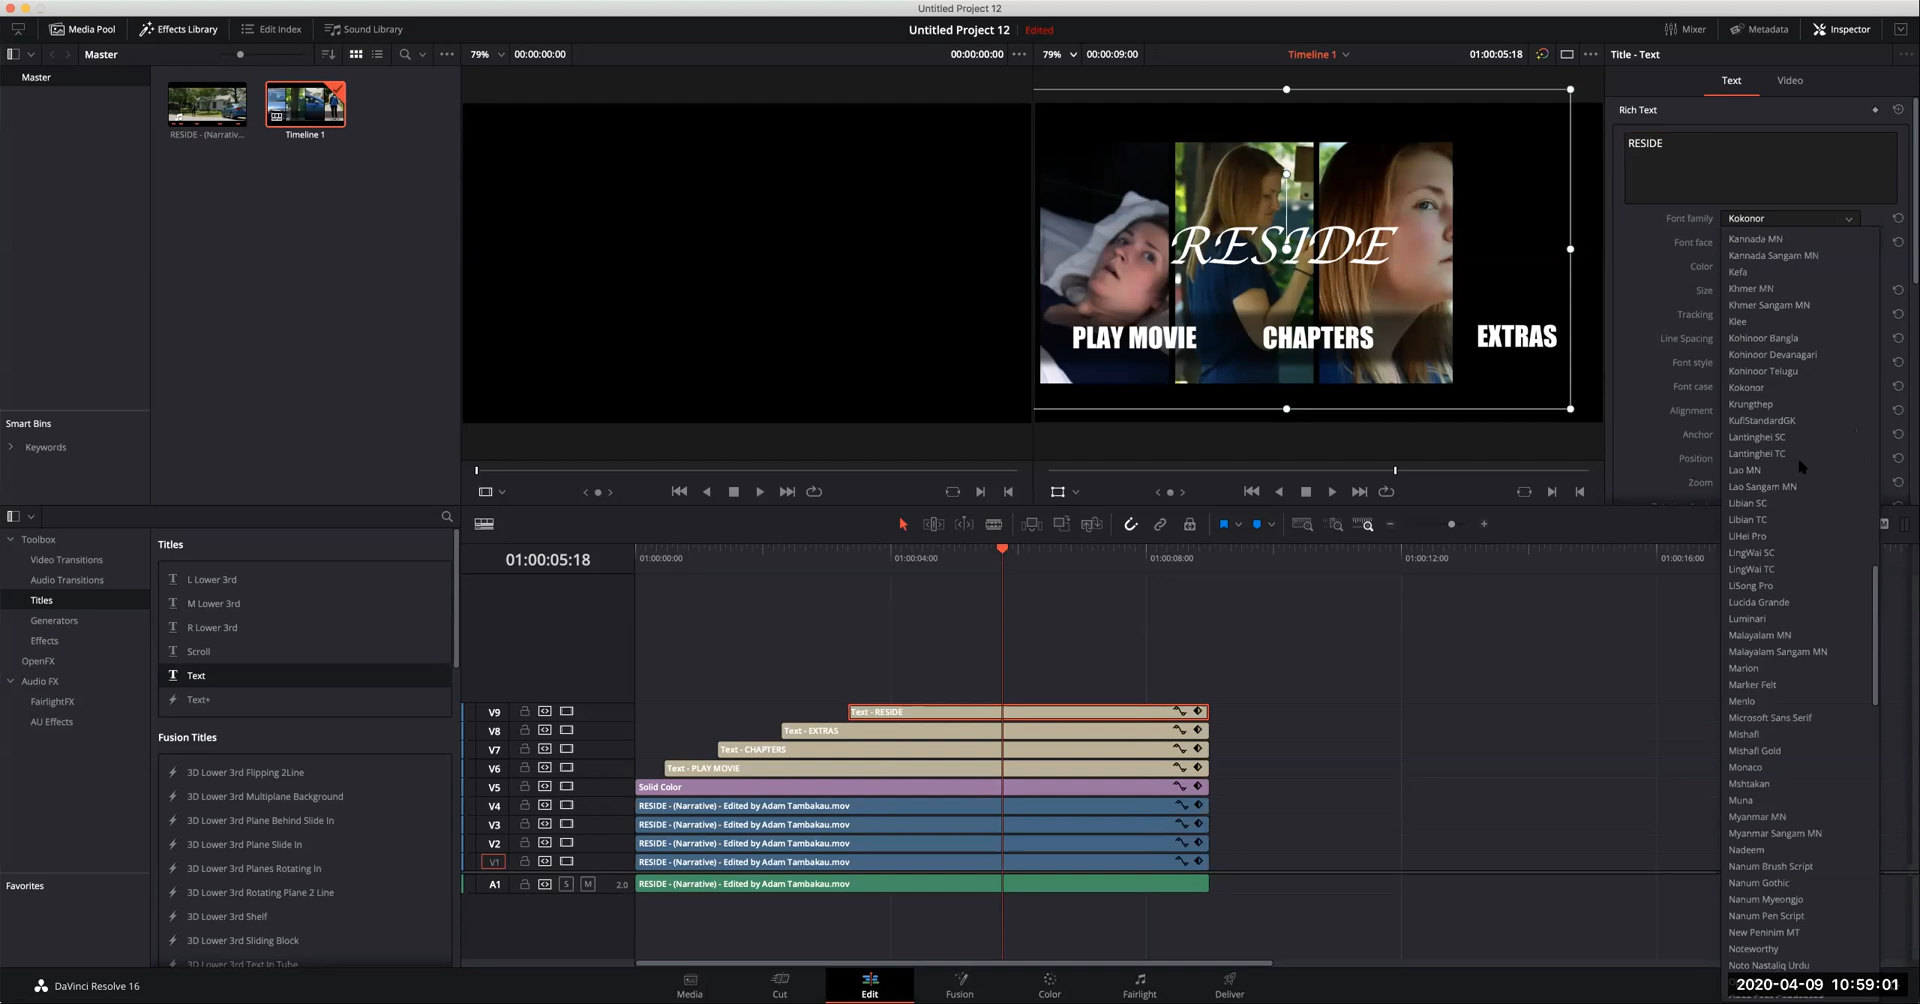 Untitled Project 12
Media Pool
Effects Library
Edit Index
Sound Library
Untitled Project 12
Edited
Mixer
Metadata
Inspector
Master
79%
00:00:00:00
00:00:00:00
79%
00:00:09:00
Timeline 1
01:00:05:18
Title - Text
Master
RESIDE - (Narrativ...
Timeline 1
Text
Video
Rich Text
RESIDE
Font family
Kokonor
Font face
Color
Size
Tracking
Line Spacing
Font style
Font case
Alignment
Anchor
Position
Zoom
Kannada MN
Kannada Sangam MN
Kefa
Khmer MN
Khmer Sangam MN
Klee
Kohinoor Bangla
Kohinoor Devanagari
Kohinoor Telugu
Kokonor
Krungthep
KufiStandardGK
Lantinghei SC
Lantinghei TC
Lao MN
Lao Sangam MN
Libian SC
Libian TC
LiHei Pro
LingWai SC
LingWai TC
LiSong Pro
Lucida Grande
Luminari
Malayalam MN
Malayalam Sangam MN
Marion
Marker Felt
Menlo
Microsoft Sans Serif
Mishafi
Mishafi Gold
Monaco
Mshtakan
Muna
Myanmar MN
Myanmar Sangam MN
Nadeem
Nanum Brush Script
Nanum Gothic
Nanum Myeongjo
Nanum Pen Script
New Peninim MT
Noteworthy
Noto Nastaliq Urdu
RESIDE
PLAY MOVIE
CHAPTERS
EXTRAS
Smart Bins
Keywords
Toolbox
Video Transitions
Audio Transitions
Titles
Generators
Effects
OpenFX
Audio FX
FairlightFX
AU Effects
Favorites
Titles
L Lower 3rd
M Lower 3rd
R Lower 3rd
Scroll
Text
Text+
Fusion Titles
3D Lower 3rd Flipping 2Line
3D Lower 3rd Multiplane Background
3D Lower 3rd Plane Behind Slide In
3D Lower 3rd Plane Slide In
3D Lower 3rd Planes Rotating In
3D Lower 3rd Rotating Plane 2 Line
3D Lower 3rd Shelf
3D Lower 3rd Sliding Block
3D Lower 3rd Text In Tube
01:00:05:18
01:00:00:00
01:00:04:00
01:00:08:00
01:00:12:00
01:00:16:00
V9
Text - RESIDE
V8
Text - EXTRAS
V7
Text - CHAPTERS
V6
Text - PLAY MOVIE
V5
Solid Color
V4
RESIDE - (Narrative) - Edited by Adam Tambakau.mov
V3
RESIDE - (Narrative) - Edited by Adam Tambakau.mov
V2
RESIDE - (Narrative) - Edited by Adam Tambakau.mov
V1
RESIDE - (Narrative) - Edited by Adam Tambakau.mov
A1
S
M
2.0
RESIDE - (Narrative) - Edited by Adam Tambakau.mov
DaVinci Resolve 16
Media
Cut
Edit
Fusion
Color
Fairlight
Deliver
2020-04-09 10:59:01